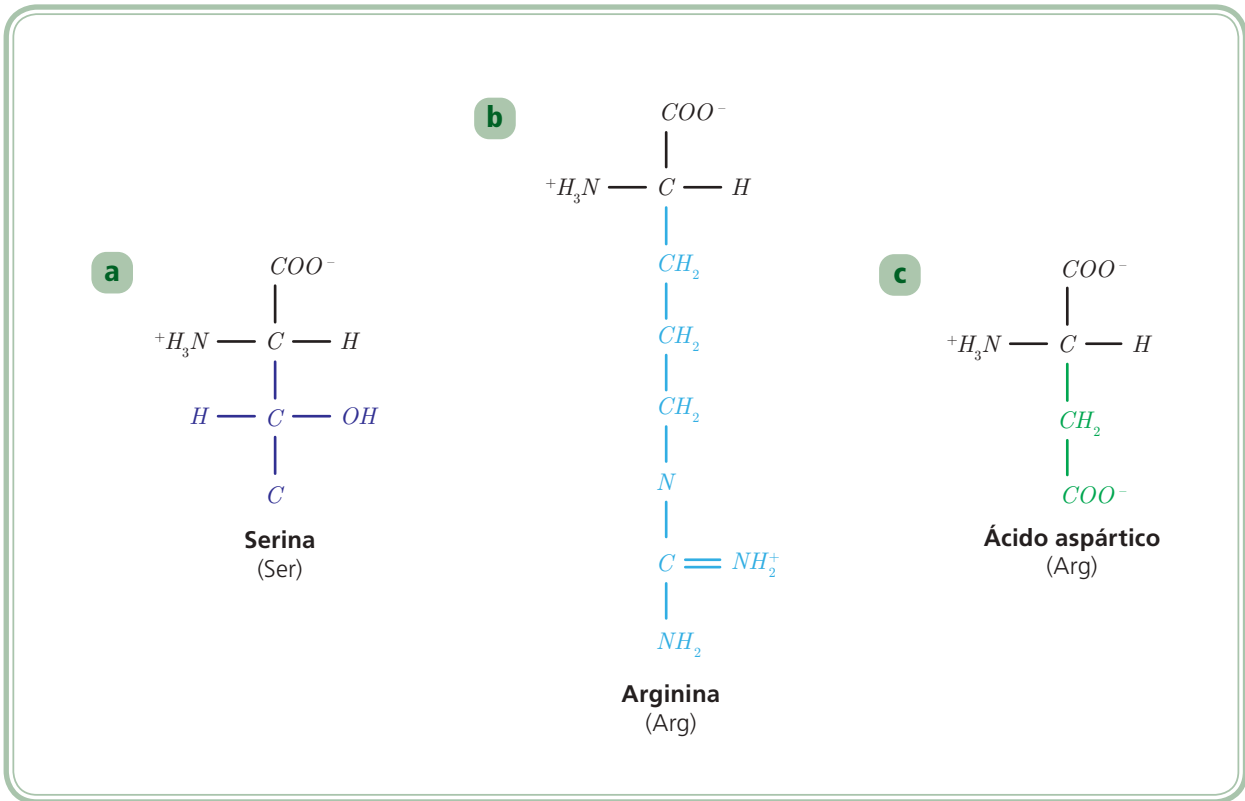 a
COO⁻
⁺H₃N — C — H
H — C — OH
C
Serina
(Ser)
b
COO⁻
⁺H₃N — C — H
CH₂
CH₂
CH₂
N
C = NH₂⁺
NH₂
Arginina
(Arg)
c
COO⁻
⁺H₃N — C — H
CH₂
COO⁻
Ácido aspártico
(Arg)